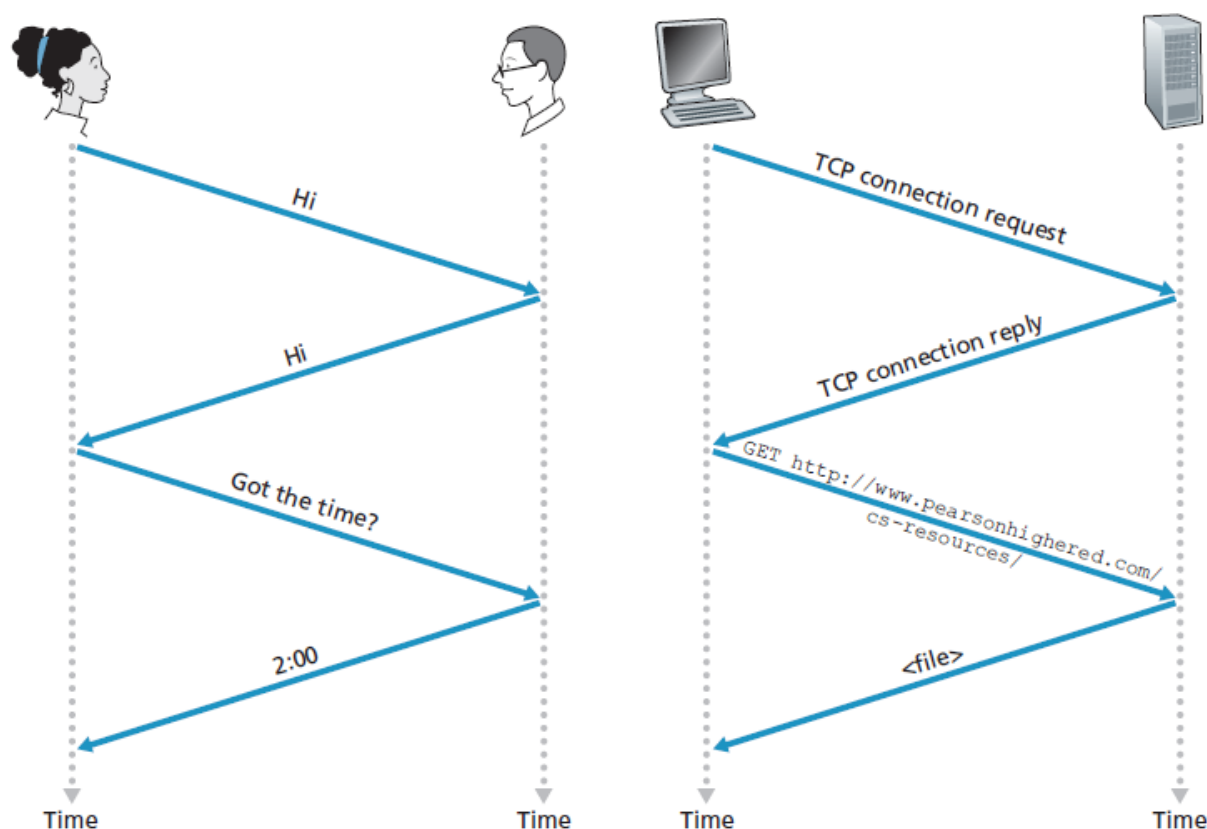 Hi
Hi
Got the time?
2:00
Time
Time
TCP connection request
TCP connection reply
GET http://www.pearsonhighered.com/
cs-resources/
<file>
Time
Time